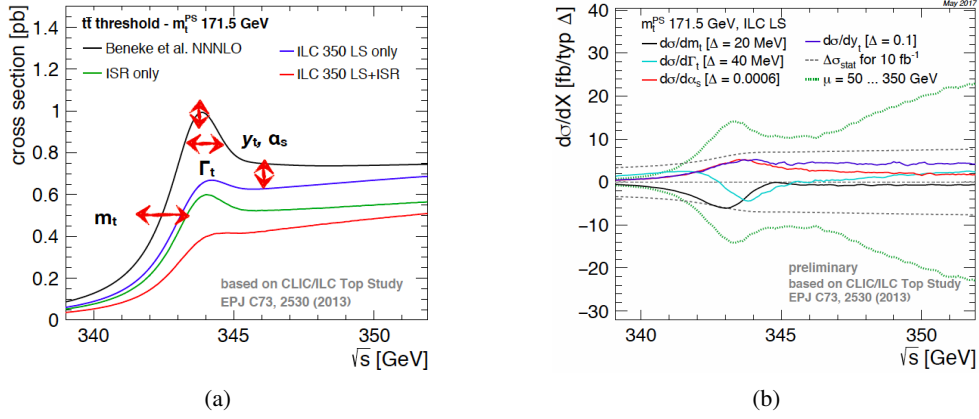 tt̄ threshold - m_t^PS 171.5 GeV
Beneke et al. NNNLO
ISR only
ILC 350 LS only
ILC 350 LS+ISR
cross section [pb]
1
0.8
0.6
0.4
0.2
0
y_t, α_s
Γ_t
m_t
based on CLIC/ILC Top Study
EPJ C73, 2530 (2013)
340 345 350
√s [GeV]
(a)
May 2017
m_t^PS 171.5 GeV, ILC LS
dσ/dm_t [Δ = 20 MeV]
dσ/dΓ_t [Δ = 40 MeV]
dσ/dα_s [Δ = 0.0006]
dσ/dy_t [Δ = 0.1]
Δσ_stat for 10 fb⁻¹
μ = 50 ... 350 GeV
dσ/dX [fb/typ Δ]
40
30
20
10
0
−10
−20
−30
preliminary
based on CLIC/ILC Top Study
EPJ C73, 2530 (2013)
340 345 350
√s [GeV]
(b)